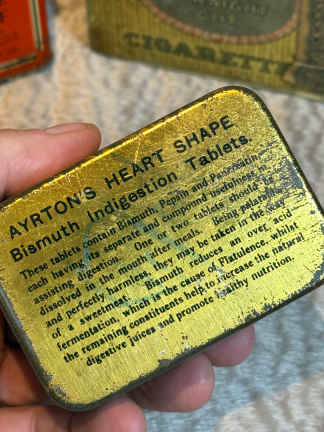 CIGARETTE
AYRTON'S HEART SHAPE
Bismuth Indigestion Tablets.
These tablets contain Bismuth, Pepsin and Pancreatin,
each having a separate and compound usefulness in
assisting digestion. One or two tablets should be
dissolved in the mouth after meals. Being palatable
and perfectly harmless, they may be taken in the place
of a sweetmeat. Bismuth reduces an over acid
fermentation, which is the cause of Flatulence, whilst
the remaining constituents help to increase the natural
digestive juices and promote healthy nutrition.